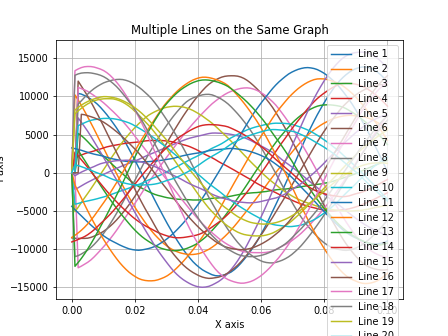 Multiple Lines on the Same Graph
15000
10000
5000
0
−5000
−10000
−15000
0.00
0.02
0.04
0.06
0.08
X axis
Line 1
Line 2
Line 3
Line 4
Line 5
Line 6
Line 7
Line 8
Line 9
Line 10
Line 11
Line 12
Line 13
Line 14
Line 15
Line 16
Line 17
Line 18
Line 19